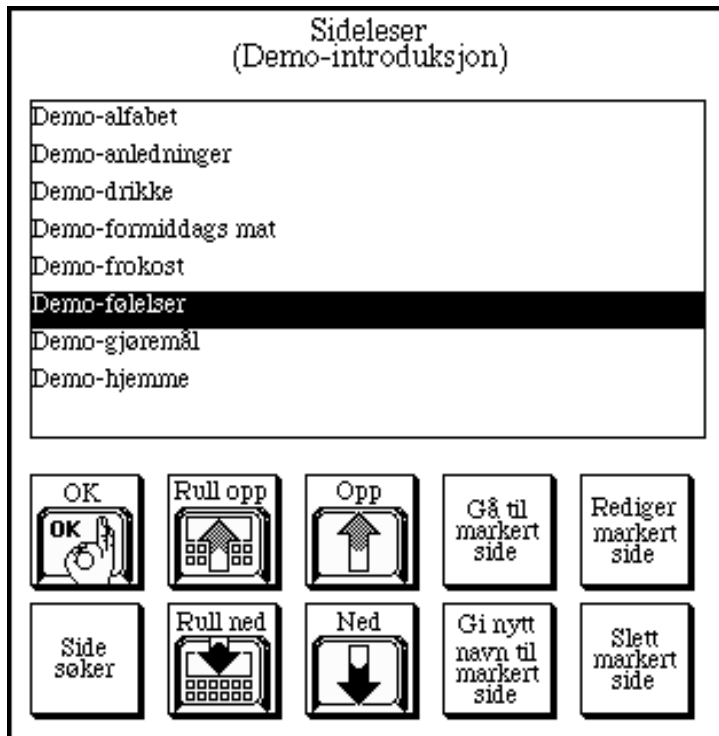 Sideleser
(Demo-introduksjon)
Demo-alfabet
Demo-anledninger
Demo-drikke
Demo-formiddags mat
Demo-frokost
Demo-følelser
Demo-gjøremål
Demo-hjemme
OK
OK
Rull opp
Opp
Gå til
markert
side
Rediger
markert
side
Side
søker
Rull ned
Ned
Gi nytt
navn til
markert
side
Slett
markert
side